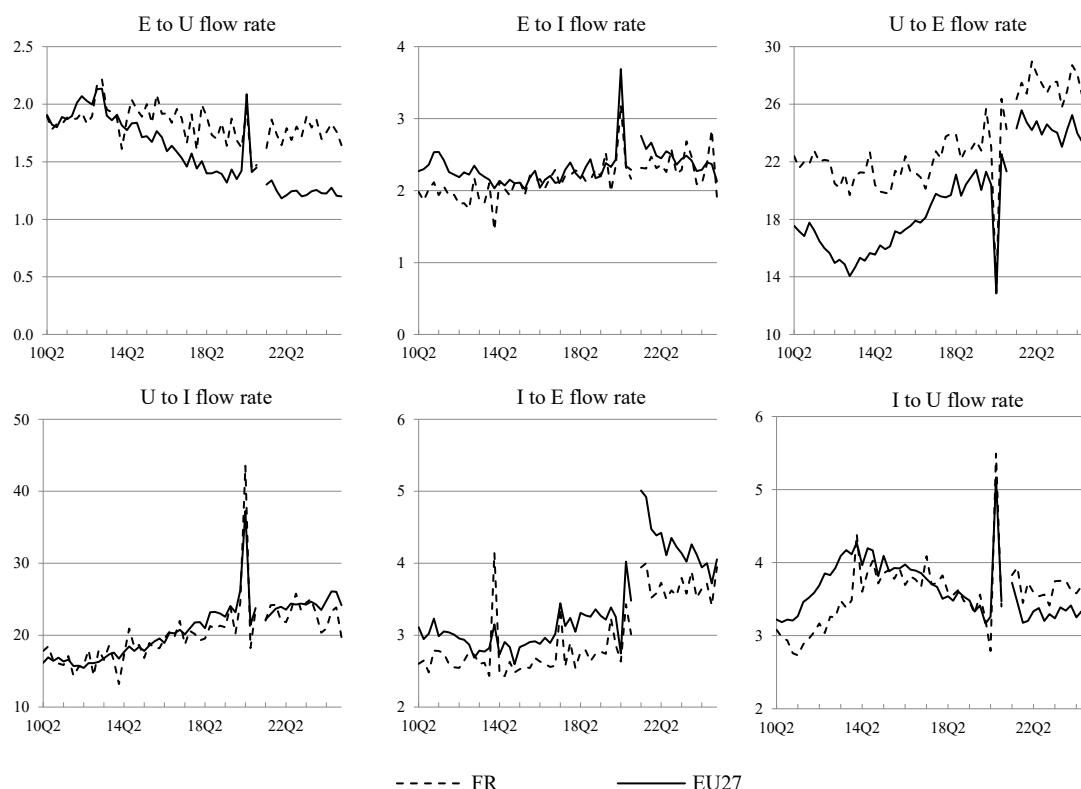 E to U flow rate
2.5
2.0
1.5
1.0
0.5
0.0
10Q2 14Q2 18Q2 22Q2
E to I flow rate
4
3
2
1
0
10Q2 14Q2 18Q2 22Q2
U to E flow rate
30
26
22
18
14
10
10Q2 14Q2 18Q2 22Q2
U to I flow rate
50
40
30
20
10
10Q2 14Q2 18Q2 22Q2
I to E flow rate
6
5
4
3
2
10Q2 14Q2 18Q2 22Q2
I to U flow rate
6
5
4
3
2
10Q2 14Q2 18Q2 22Q2
FR EU27